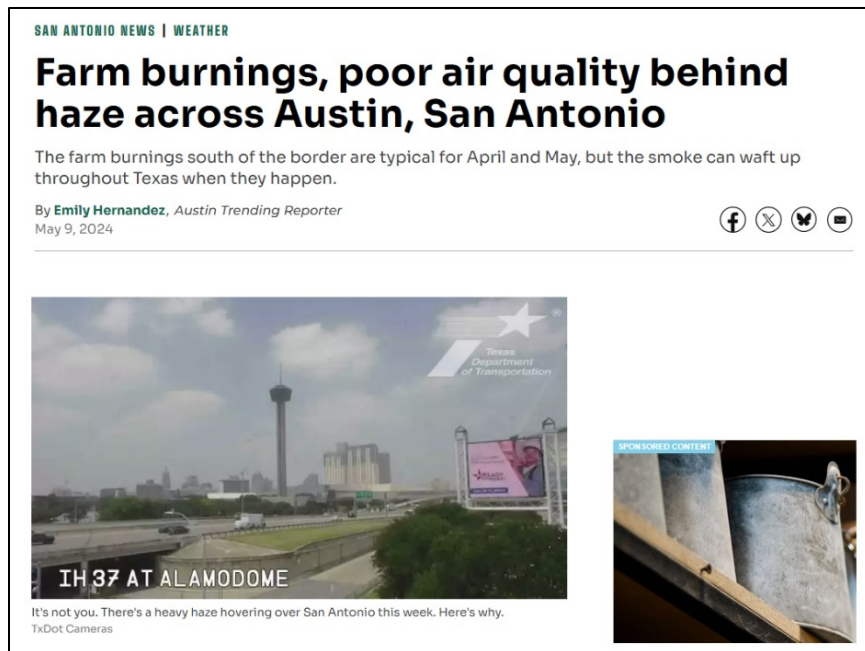 SAN ANTONIO NEWS | WEATHER
Farm burnings, poor air quality behind
haze across Austin, San Antonio
The farm burnings south of the border are typical for April and May, but the smoke can waft up
throughout Texas when they happen.
By Emily Hernandez, Austin Trending Reporter
May 9, 2024
®
Texas
Department
of Transportation
IH 37 AT ALAMODOME
SPONSORED CONTENT
It's not you. There's a heavy haze hovering over San Antonio this week. Here's why.
TxDot Cameras